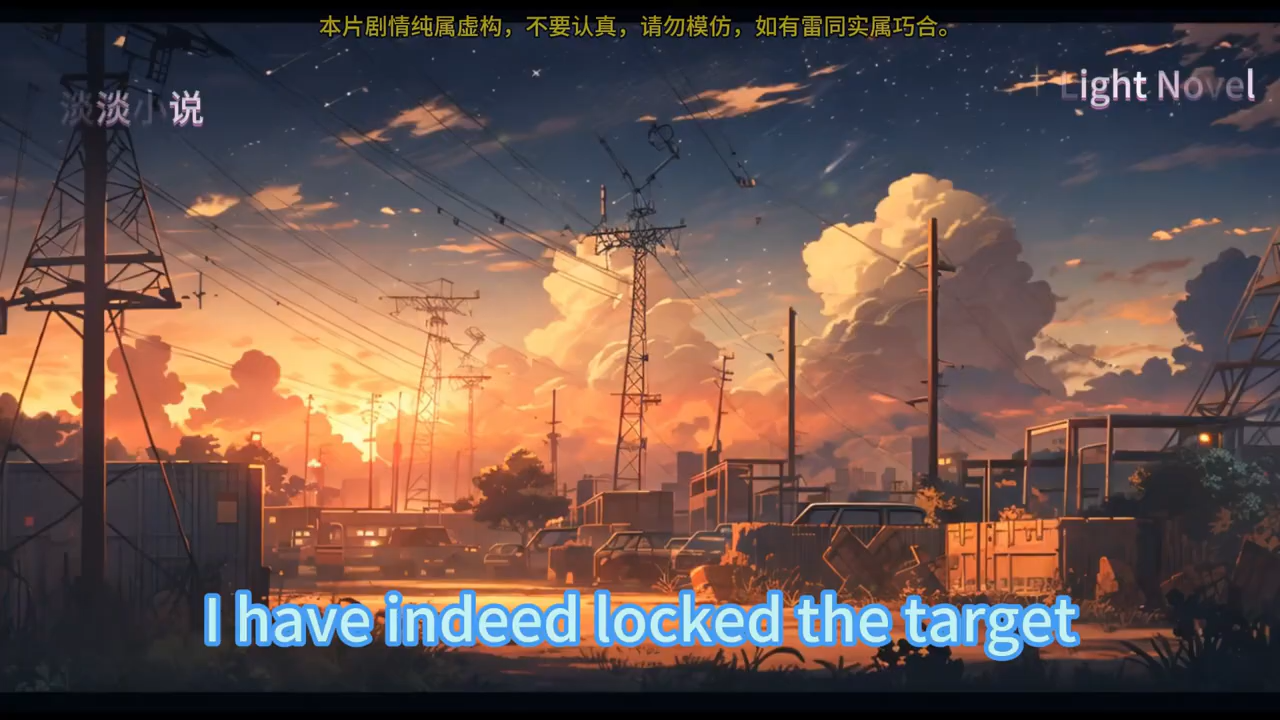 本片剧情纯属虚构，不要认真，请勿模仿，如有雷同实属巧合。
淡淡小说
Light Novel
I have indeed locked the target